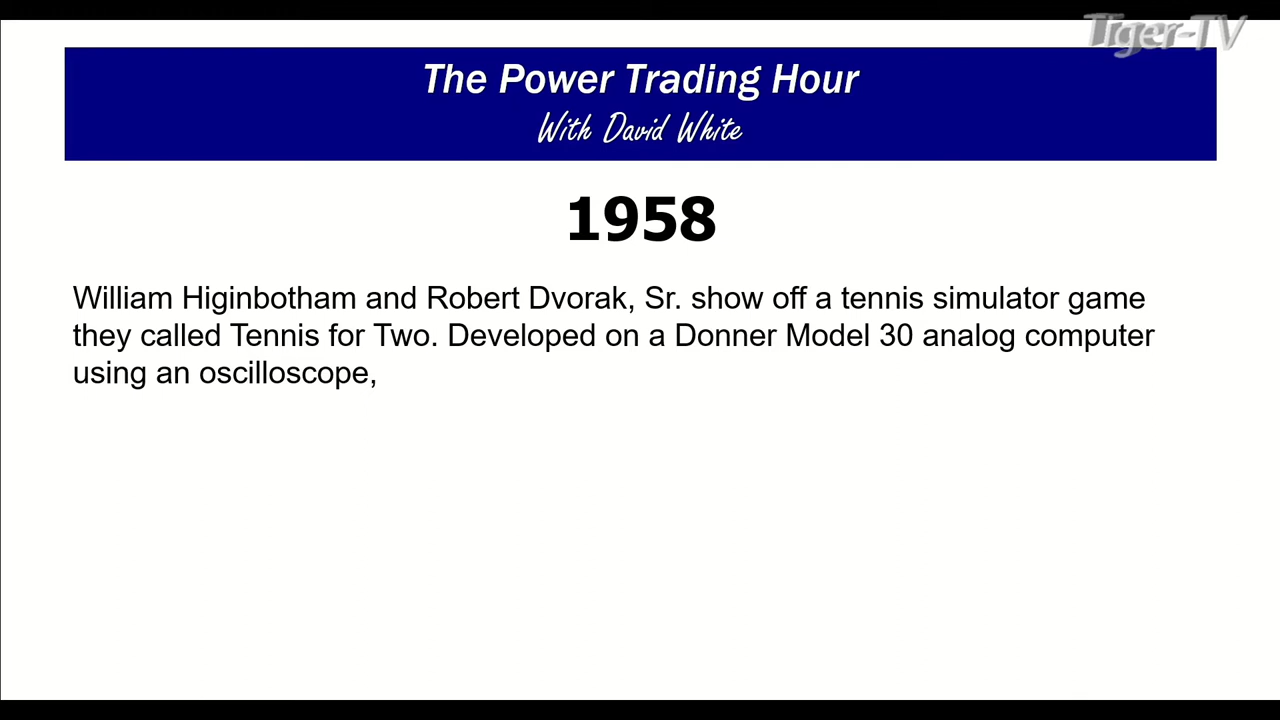 Tiger-TV
The Power Trading Hour
With David White
1958
William Higinbotham and Robert Dvorak, Sr. show off a tennis simulator game
they called Tennis for Two. Developed on a Donner Model 30 analog computer
using an oscilloscope,